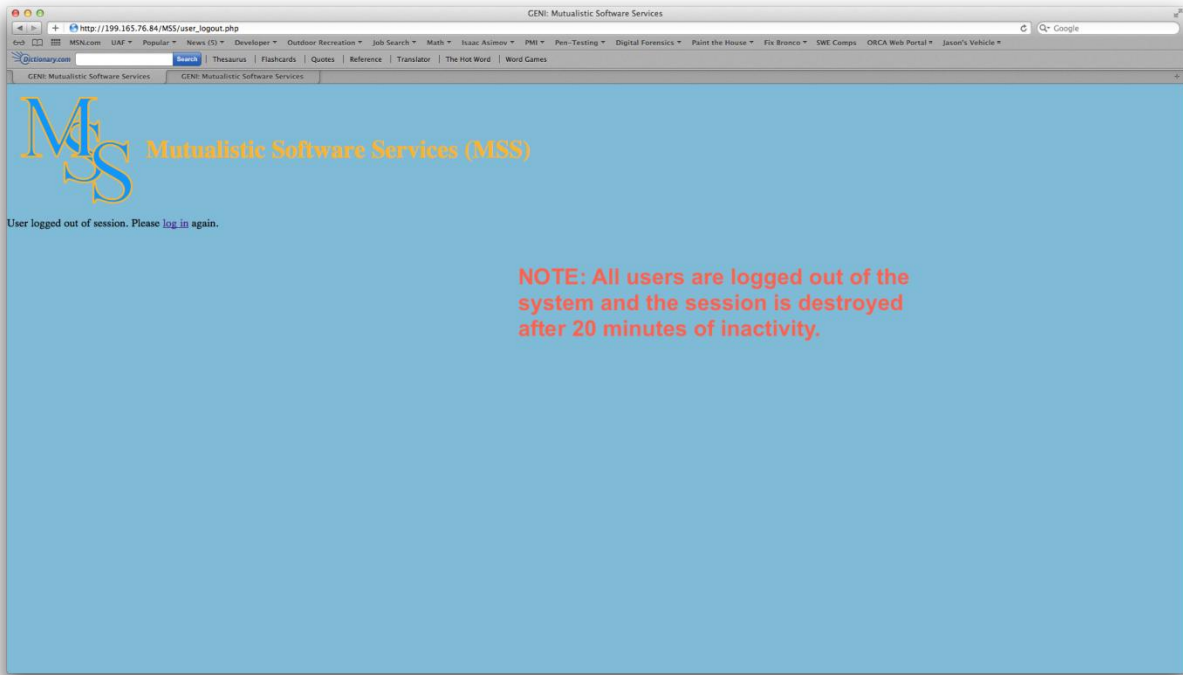 GENI: Mutualistic Software Services
http://199.165.76.84/MSS/user_logout.php
Google
MSN.com UAF Popular News (5) Developer Outdoor Recreation Job Search Math Isaac Asimov PMI Pen-Testing Digital Forensics Paint the House Fix Bronco SWE Comps ORCA Web Portal Jason's Vehicle
Dictionary.com Search Thesaurus Flashcards Quotes Reference Translator The Hot Word Word Games
GENI: Mutualistic Software Services GENI: Mutualistic Software Services
MSS
Mutualistic Software Services (MSS)
User logged out of session. Please log in again.
NOTE: All users are logged out of the
system and the session is destroyed
after 20 minutes of inactivity.